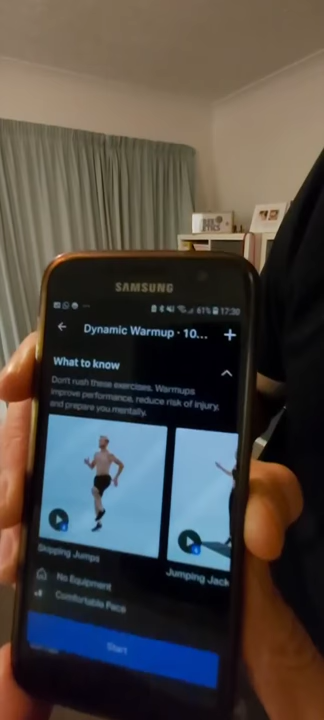 SAMSUNG
61% 17:30
Dynamic Warmup · 10...
What to know
Don't rush these exercises. Warmups
improve performance, reduce risk of injury,
and prepare you mentally.
Skipping Jumps
Jumping Jack
No Equipment
Comfortable Pace
Start